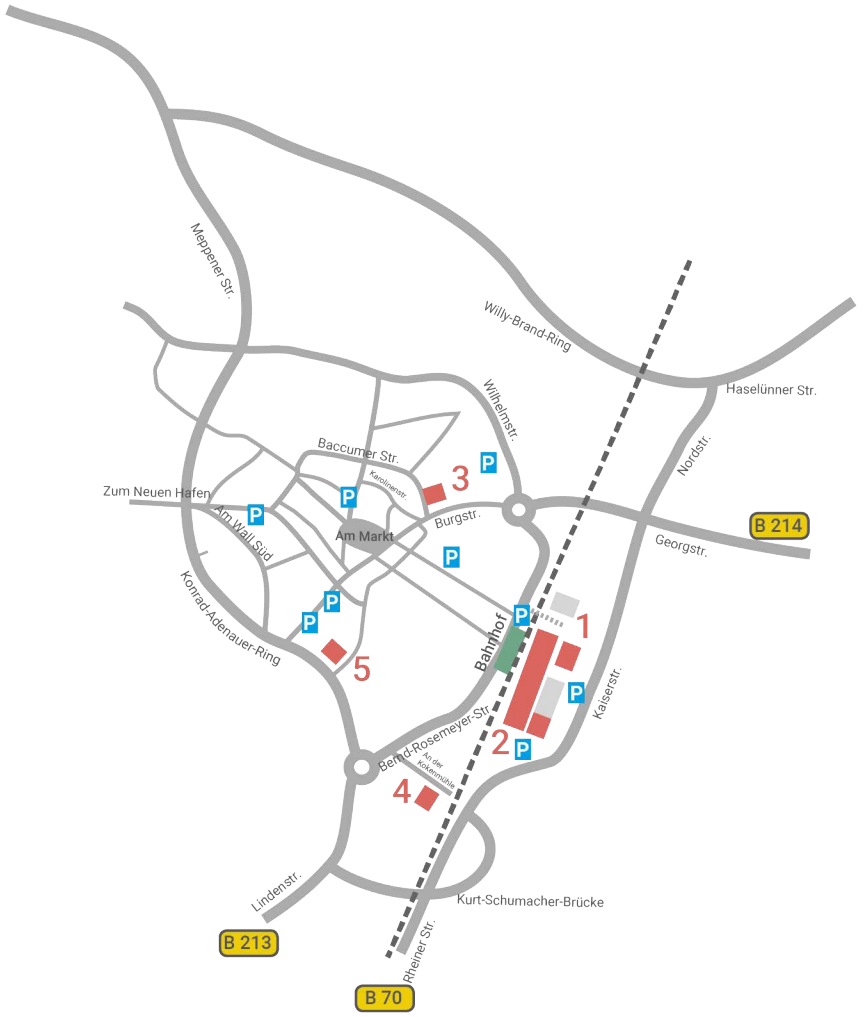 Meppener Str.
Willy-Brand-Ring
Haselünner Str.
Wilhelmstr.
Nordstr.
Baccumer Str.
P
3
Karolinenstr.
Zum Neuen Hafen
P
P
Am Wall Süd
Burgstr.
B 214
Am Markt
Georgstr.
P
Konrad-Adenauer-Ring
P
P
P
1
Bahnhof
5
P
Kaiserstr.
Bernd-Rosemeyer-Str
2
P
An der
Kokenmühle
4
Lindenstr.
Kurt-Schumacher-Brücke
B 213
Rheiner Str.
B 70